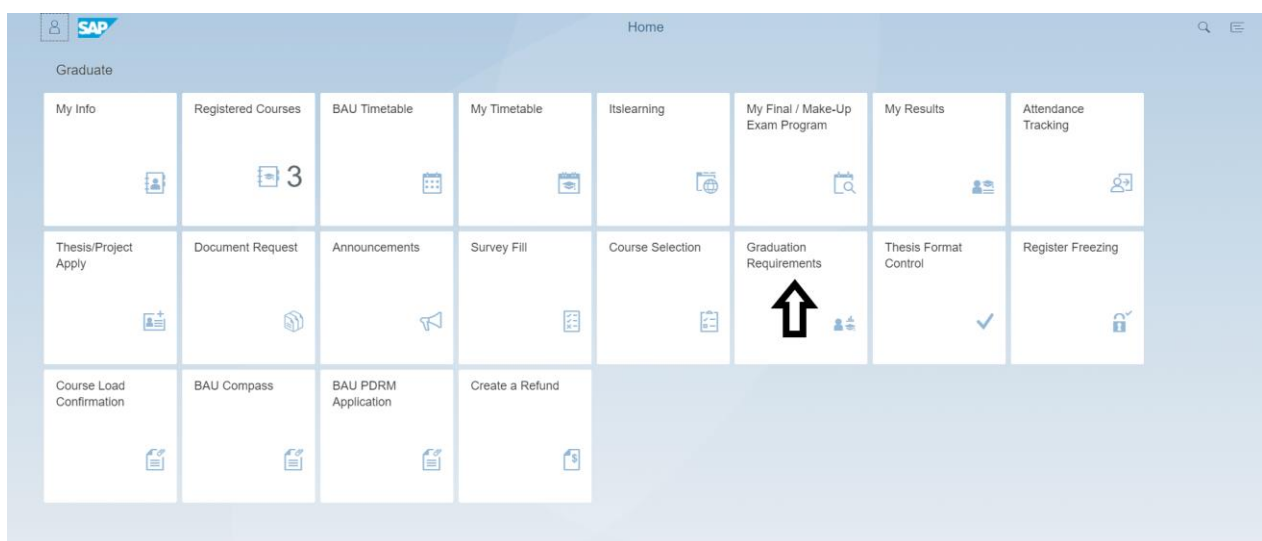 SAP
Home
Graduate
My Info
Registered Courses
3
BAU Timetable
My Timetable
Itslearning
My Final / Make-Up
Exam Program
My Results
Attendance
Tracking
Thesis/Project
Apply
Document Request
Announcements
Survey Fill
Course Selection
Graduation
Requirements
Thesis Format
Control
Register Freezing
Course Load
Confirmation
BAU Compass
BAU PDRM
Application
Create a Refund